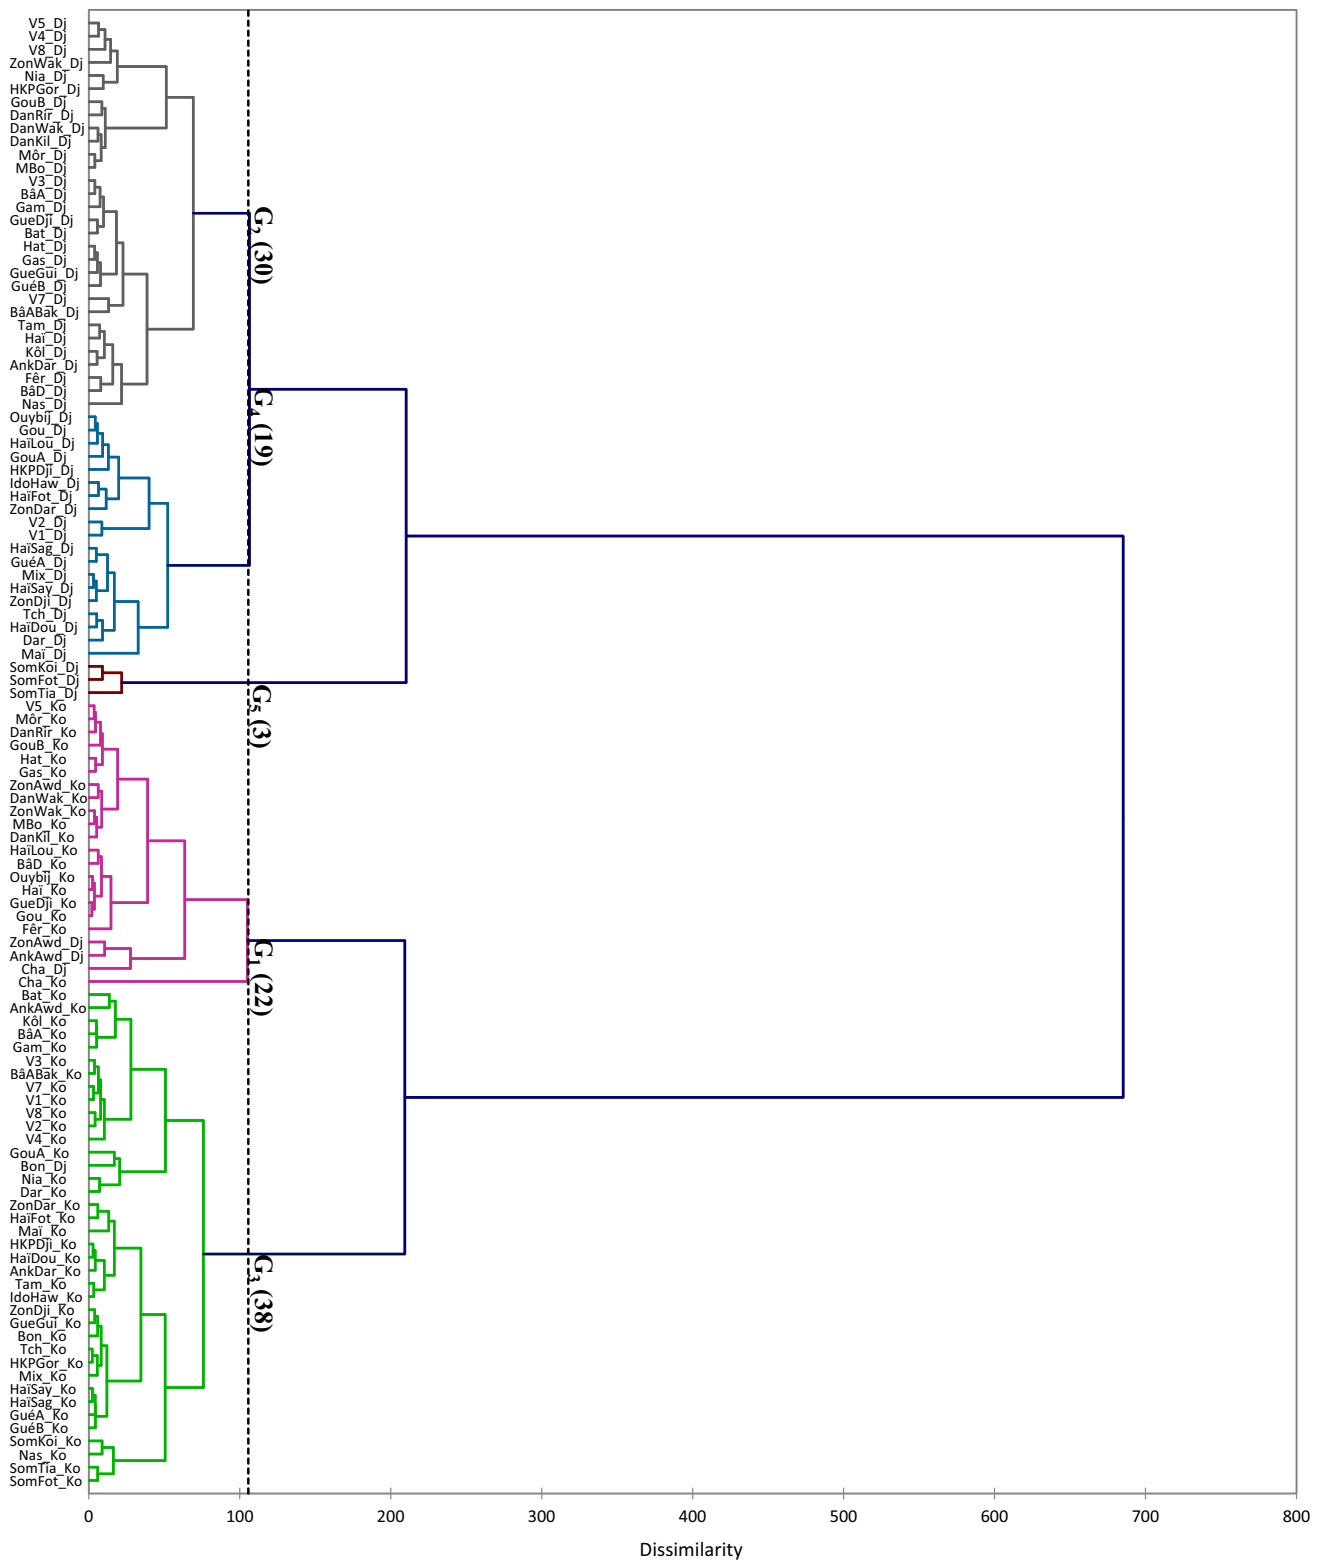 V5_Dj
V4_Dj
V8_Dj
ZonWak_Dj
Nia_Dj
HKPGor_Dj
GouB_Dj
DanRir_Dj
DanWak_Dj
DanKil_Dj
Môr_Dj
MBo_Dj
V3_Dj
BâA_Dj
Gam_Dj
GueDji_Dj
Bat_Dj
Hat_Dj
Gas_Dj
GueGui_Dj
GuéB_Dj
V7_Dj
BâABak_Dj
Tam_Dj
Haï_Dj
Kôl_Dj
AnkDar_Dj
Fêr_Dj
BâD_Dj
Nas_Dj
Ouybij_Dj
Gou_Dj
HaïLou_Dj
GouA_Dj
HKPDji_Dj
IdoHaw_Dj
HaïFot_Dj
ZonDar_Dj
V2_Dj
V1_Dj
HaïSag_Dj
GuéA_Dj
Mix_Dj
HaïSay_Dj
ZonDji_Dj
Tch_Dj
HaïDou_Dj
Dar_Dj
Maï_Dj
SomKoi_Dj
SomFot_Dj
SomTia_Dj
V5_Ko
Môr_Ko
DanRir_Ko
GouB_Ko
Hat_Ko
Gas_Ko
ZonAwd_Ko
DanWak_Ko
ZonWak_Ko
MBo_Ko
DanKil_Ko
HaïLou_Ko
BâD_Ko
Ouybij_Ko
Haï_Ko
GueDji_Ko
Gou_Ko
Fêr_Ko
ZonAwd_Dj
AnkAwd_Dj
Cha_Dj
Cha_Ko
Bat_Ko
AnkAwd_Ko
Kôl_Ko
BâA_Ko
Gam_Ko
V3_Ko
BâABak_Ko
V7_Ko
V1_Ko
V8_Ko
V2_Ko
V4_Ko
GouA_Ko
Bon_Dj
Nia_Ko
Dar_Ko
ZonDar_Ko
HaïFot_Ko
Maï_Ko
HKPDji_Ko
HaïDou_Ko
AnkDar_Ko
Tam_Ko
IdoHaw_Ko
ZonDji_Ko
GueGui_Ko
Bon_Ko
Tch_Ko
HKPGor_Ko
Mix_Ko
HaïSay_Ko
HaïSag_Ko
GuéA_Ko
GuéB_Ko
SomKoi_Ko
Nas_Ko
SomTia_Ko
SomFot_Ko
G₂ (30)
G₄ (19)
G₅ (3)
G₁ (22)
G₃ (38)
0 100 200 300 400 500 600 700 800
Dissimilarity